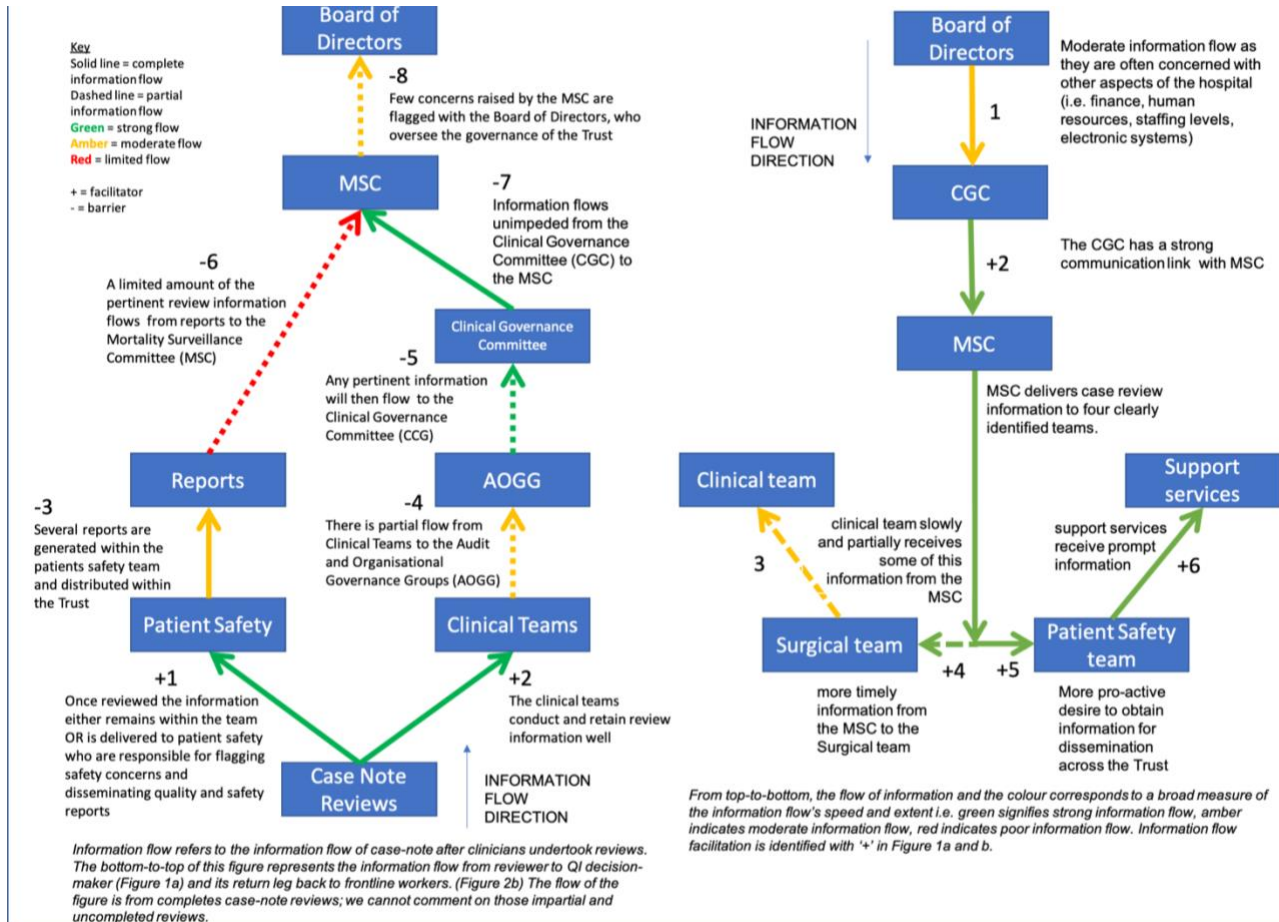 Board of
Directors
Key
Solid line = complete
information flow
Dashed line = partial
information flow
Green = strong flow
Amber = moderate flow
Red = limited flow
+ = facilitator
- = barrier
-8
Few concerns raised by the MSC are
flagged with the Board of Directors, who
oversee the governance of the Trust
MSC
-7
Information flows
unimpeded from the
Clinical Governance
Committee (CGC) to
the MSC
-6
A limited amount of the
pertinent review information
flows from reports to the
Mortality Surveillance
Committee (MSC)
Clinical Governance
Committee
-5
Any pertinent information
will then flow to the
Clinical Governance
Committee (CCG)
Reports
AOGG
-3
Several reports are
generated within the
patients safety team
and distributed within
the Trust
-4
There is partial flow from
Clinical Teams to the Audit
and Organisational
Governance Groups (AOGG)
Patient Safety
Clinical Teams
+1
Once reviewed the information
either remains within the team
OR is delivered to patient safety
who are responsible for flagging
safety concerns and
disseminating quality and safety
reports
+2
The clinical teams
conduct and retain review
information well
Case Note
Reviews
INFORMATION
FLOW
DIRECTION
Information flow refers to the information flow of case-note after clinicians undertook reviews.
The bottom-to-top of this figure represents the information flow from reviewer to QI decision-
maker (Figure 1a) and its return leg back to frontline workers. (Figure 2b) The flow of the
figure is from completes case-note reviews; we cannot comment on those impartial and
uncompleted reviews.
Board of
Directors
INFORMATION
FLOW
DIRECTION
1
Moderate information flow as
they are often concerned with
other aspects of the hospital
(i.e. finance, human
resources, staffing levels,
electronic systems)
CGC
+2
The CGC has a strong
communication link with MSC
MSC
MSC delivers case review
information to four clearly
identified teams.
Clinical team
Support
services
3
clinical team slowly
and partially receives
some of this
information from the
MSC
support services
receive prompt
information
+6
Surgical team
+4
+5
Patient Safety
team
more timely
information from
the MSC to the
Surgical team
More pro-active
desire to obtain
information for
dissemination
across the Trust
From top-to-bottom, the flow of information and the colour corresponds to a broad measure of
the information flow's speed and extent i.e. green signifies strong information flow, amber
indicates moderate information flow, red indicates poor information flow. Information flow
facilitation is identified with '+' in Figure 1a and b.